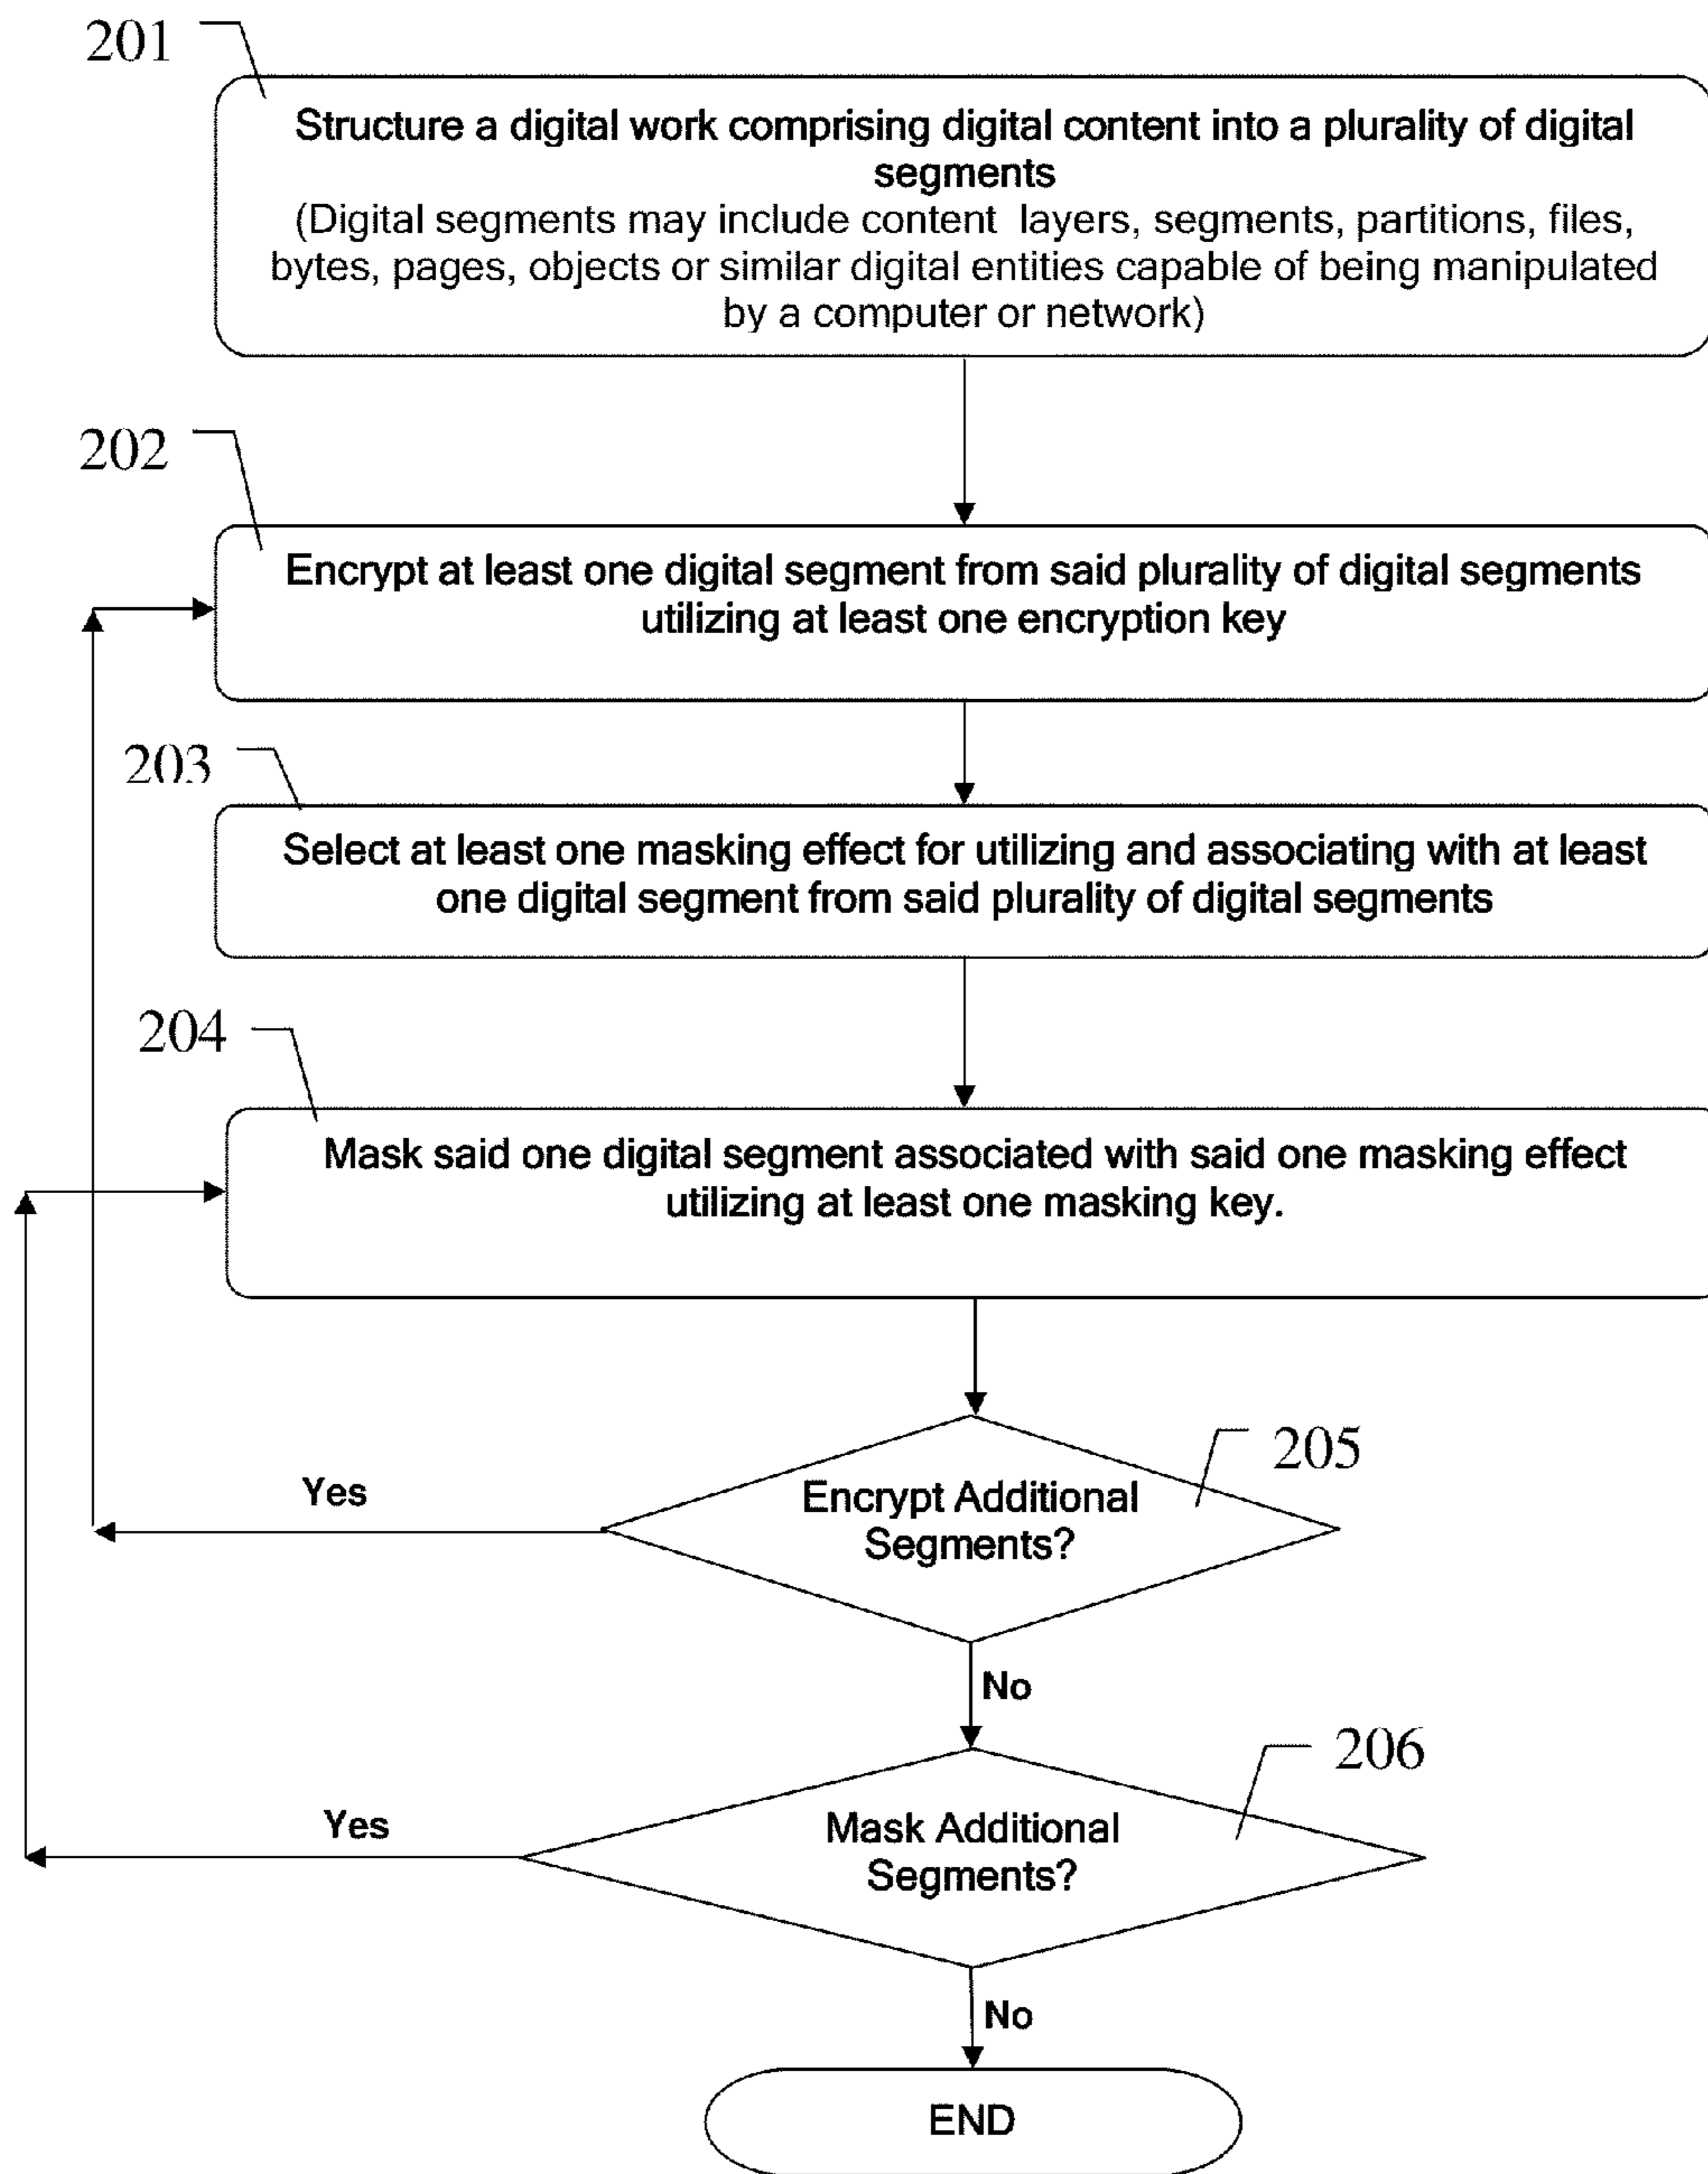 201
Structure a digital work comprising digital content into a plurality of digital
segments
(Digital segments may include content layers, segments, partitions, files,
bytes, pages, objects or similar digital entities capable of being manipulated
by a computer or network)
202
Encrypt at least one digital segment from said plurality of digital segments
utilizing at least one encryption key
203
Select at least one masking effect for utilizing and associating with at least
one digital segment from said plurality of digital segments
204
Mask said one digital segment associated with said one masking effect
utilizing at least one masking key.
205
Encrypt Additional
Segments?
Yes
No
206
Mask Additional
Segments?
Yes
No
END